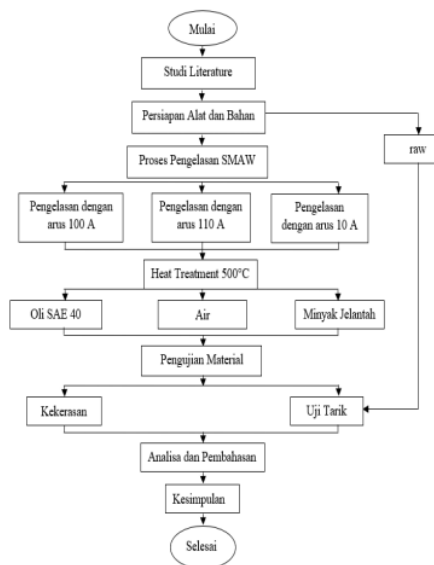 Mulai
Studi Literature
Persiapan Alat dan Bahan
raw
Proses Pengelasan SMAW
Pengelasan dengan
arus 100 A
Pengelasan dengan
arus 110 A
Pengelasan
dengan arus 10 A
Heat Treatment 500°C
Oli SAE 40
Air
Minyak Jelantah
Pengujian Material
Kekerasan
Uji Tarik
Analisa dan Pembahasan
Kesimpulan
Selesai